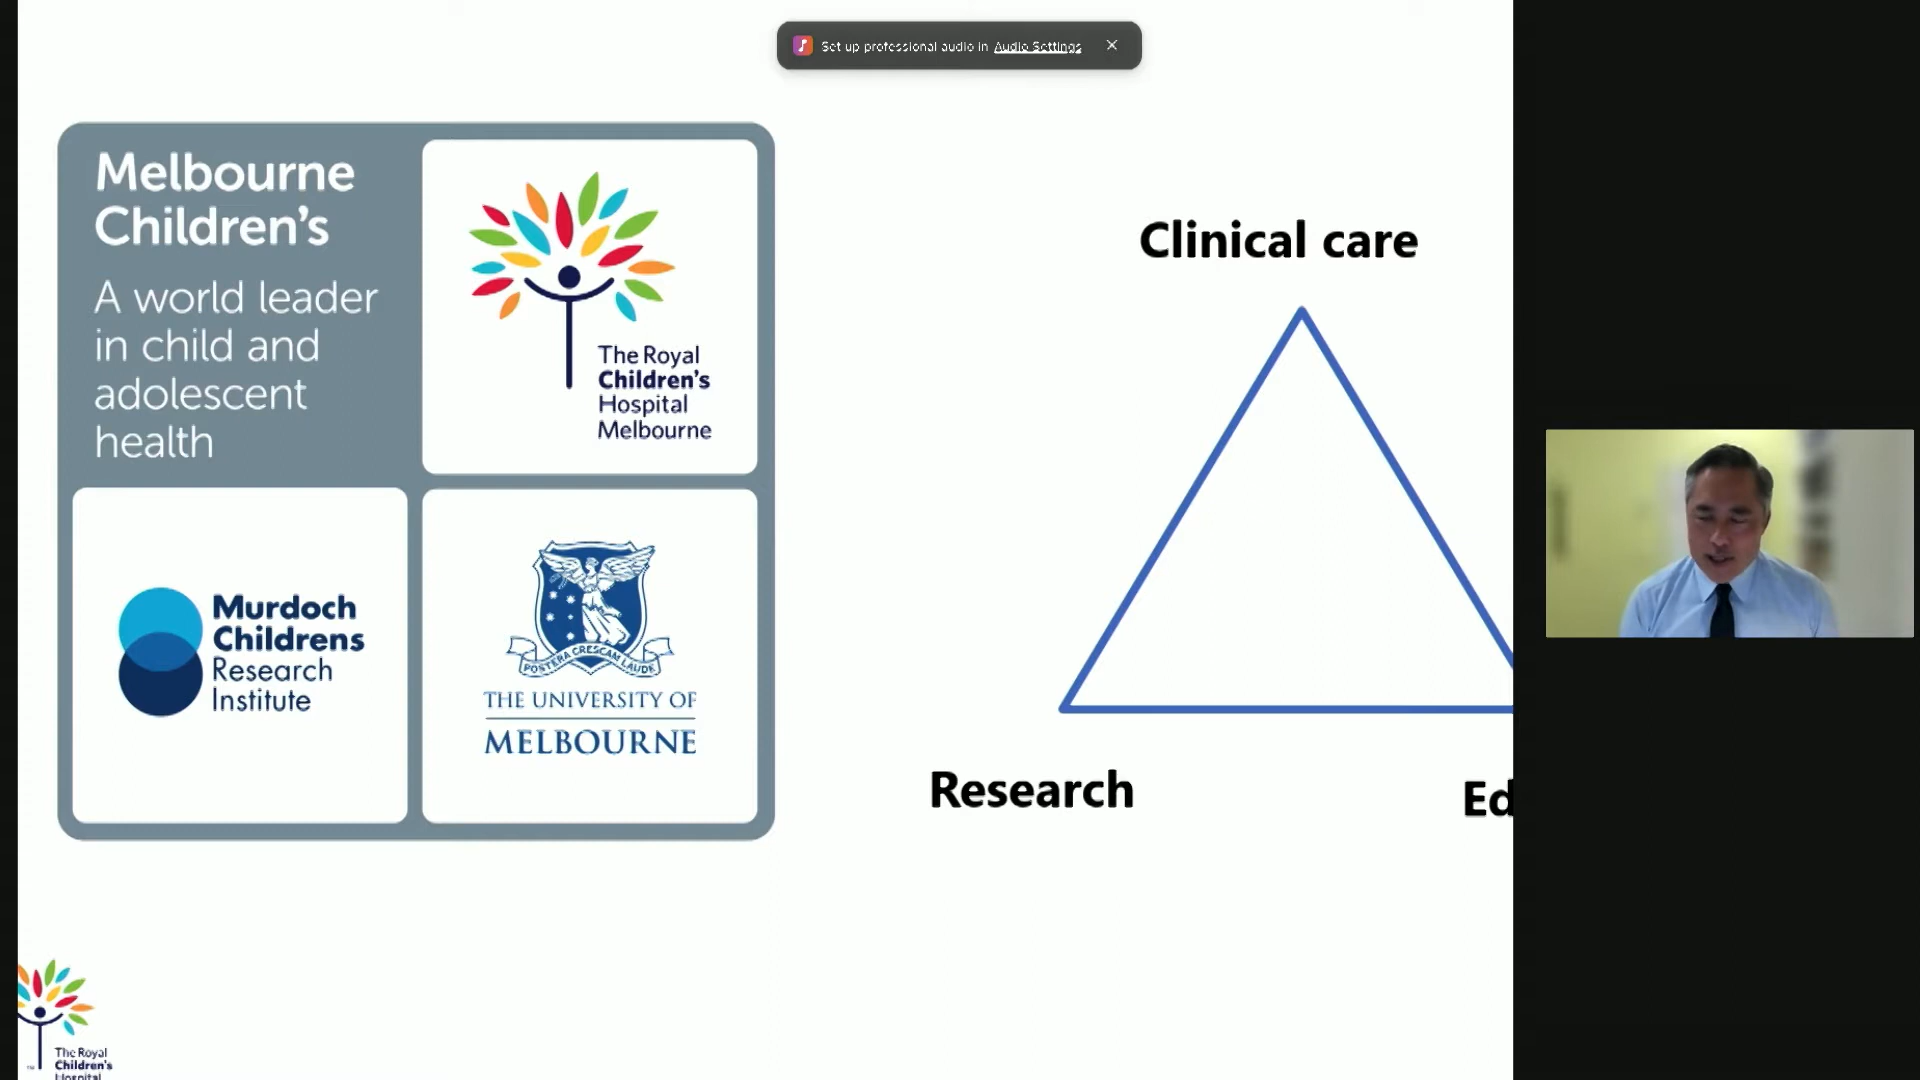 Set up professional audio in Audio Settings
Melbourne
Children's
A world leader
in child and
adolescent
health
The Royal
Children's
Hospital
Melbourne
Murdoch
Childrens
Research
Institute
POSTERA CRESCAM LAUDE
THE UNIVERSITY OF
MELBOURNE
Clinical care
Research
Ed
The Royal
Children's
Hospital